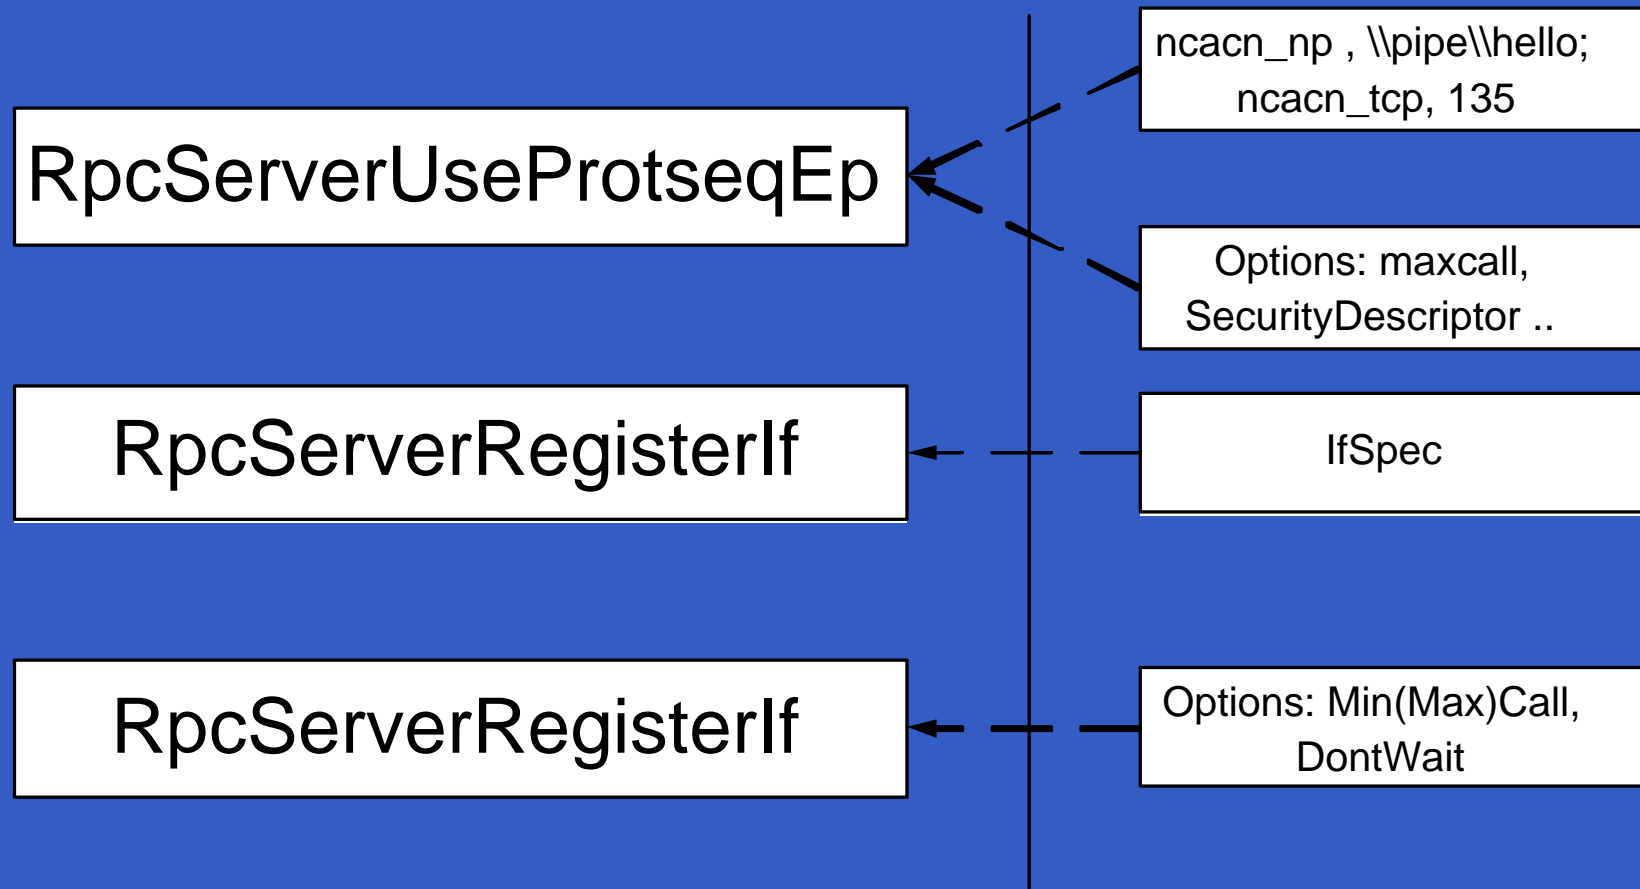 ncacn_np , \\pipe\\hello;
ncacn_tcp, 135
RpcServerUseProtseqEp
Options: maxcall,
SecurityDescriptor ..
RpcServerRegisterIf
IfSpec
RpcServerRegisterIf
Options: Min(Max)Call,
DontWait